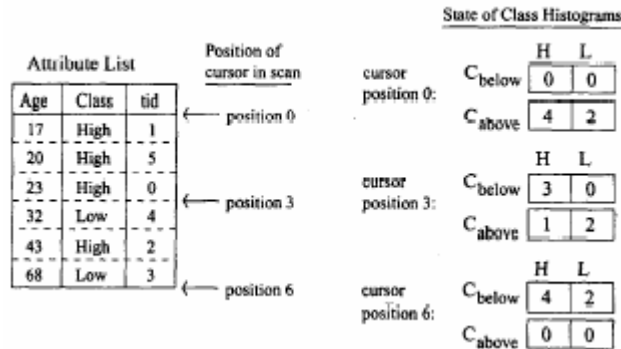 State of Class Histograms
Attribute List
Age Class tid
17 High 1
20 High 5
23 High 0
32 Low 4
43 High 2
68 Low 3
Position of
cursor in scan
position 0
position 3
position 6
cursor
position 0:
H L
Cbelow 0 0
Cabove 4 2
cursor
position 3:
H L
Cbelow 3 0
Cabove 1 2
cursor
position 6:
H L
Cbelow 4 2
Cabove 0 0